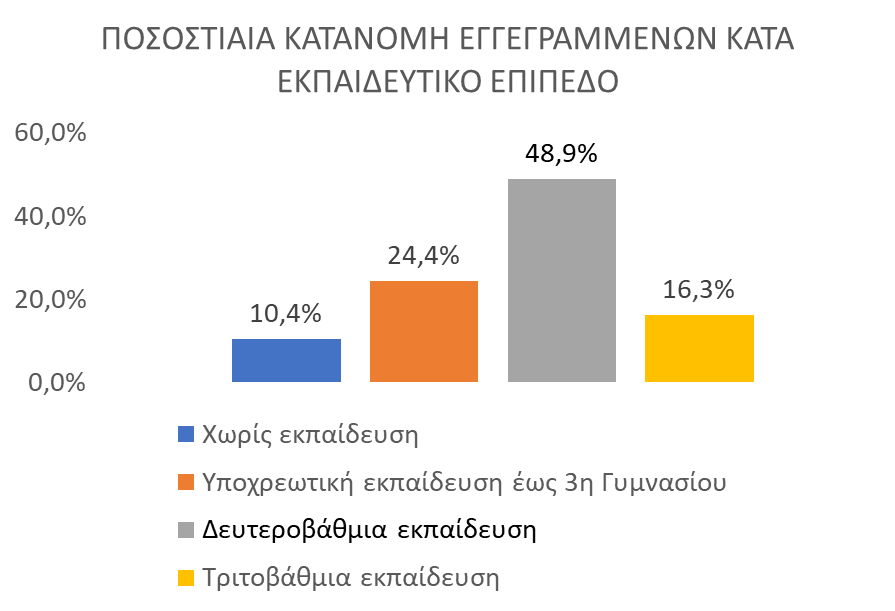 ΠΟΣΟΣΤΙΑΙΑ ΚΑΤΑΝΟΜΗ ΕΓΓΕΓΡΑΜΜΕΝΩΝ ΚΑΤΑ
ΕΚΠΑΙΔΕΥΤΙΚΟ ΕΠΙΠΕΔΟ
60,0%
48,9%
40,0%
24,4%
20,0%
16,3%
10,4%
0,0%
Χωρίς εκπαίδευση
Υποχρεωτική εκπαίδευση έως 3η Γυμνασίου
Δευτεροβάθμια εκπαίδευση
Τριτοβάθμια εκπαίδευση